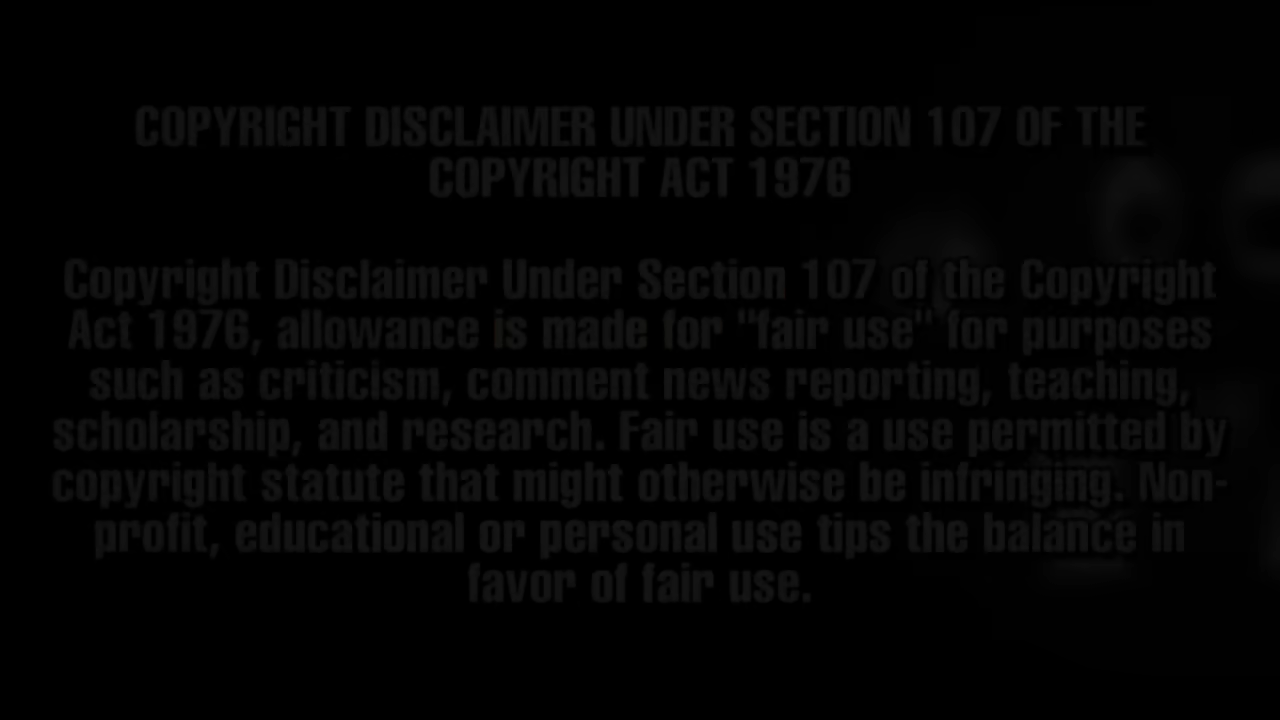 COPYRIGHT DISCLAIMER UNDER SECTION 107 OF THE
COPYRIGHT ACT 1976
Copyright Disclaimer Under Section 107 of the Copyright
Act 1976, allowance is made for "fair use" for purposes
such as criticism, comment news reporting, teaching,
scholarship, and research. Fair use is a use permitted by
copyright statute that might otherwise be infringing. Non-
profit, educational or personal use tips the balance in
favor of fair use.